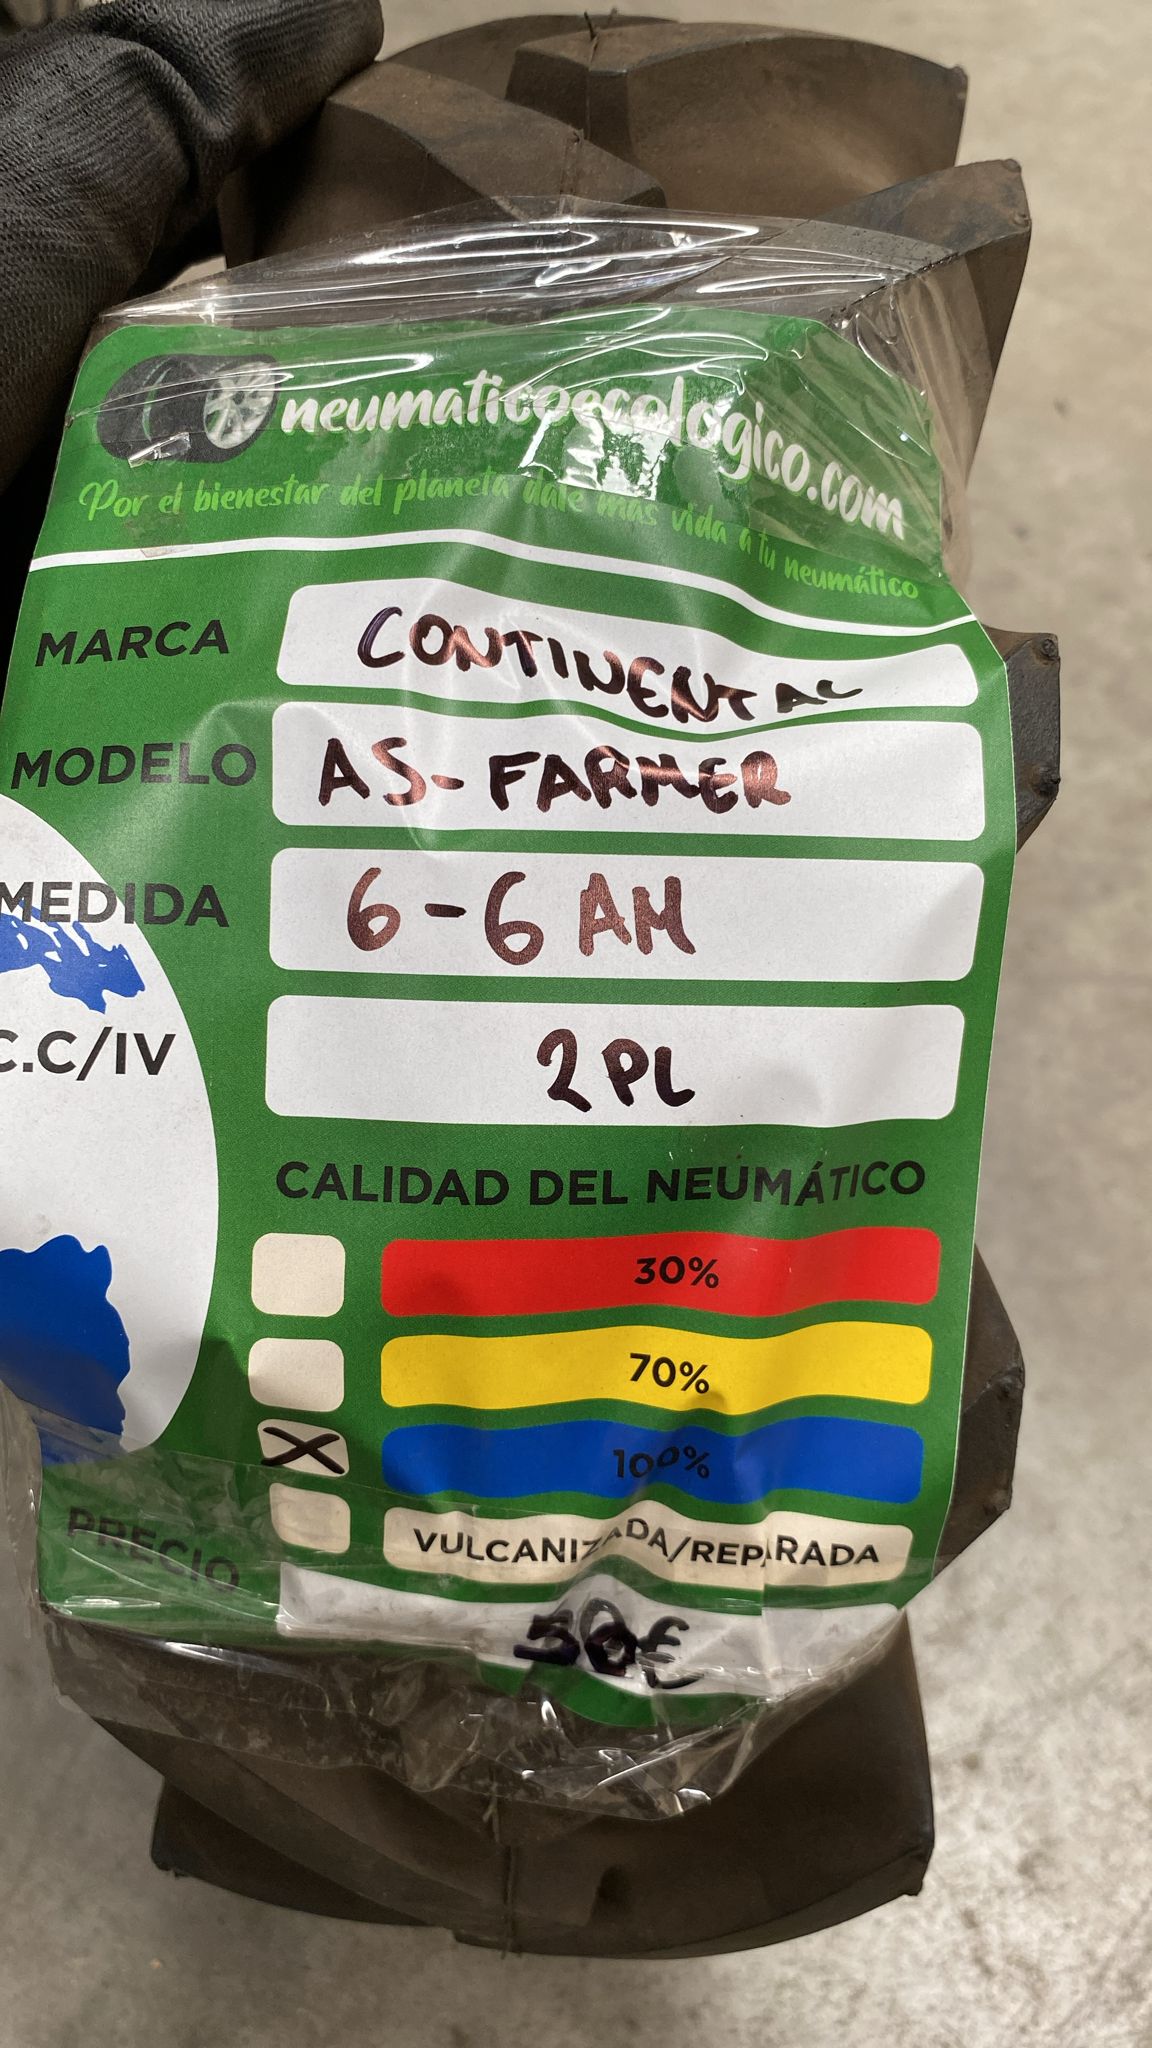 neumaticoecologico.com
Por el bienestar del planeta dale mas vida a tu neumático
MARCA CONTINENTAL
MODELO AS-FARMER
MEDIDA 6-6 AM
C.C/IV 2PL
CALIDAD DEL NEUMÁTICO
30%
70%
X 100%
VULCANIZADA/REPARADA
PRECIO 50€